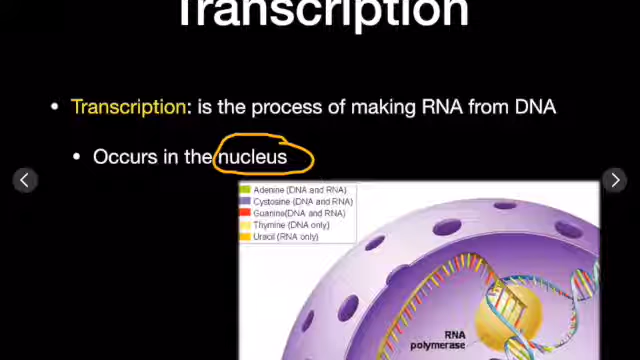 Transcription
• Transcription: is the process of making RNA from DNA
• Occurs in the nucleus
Adenine (DNA and RNA)
Cystosine (DNA and RNA)
Guanine(DNA and RNA)
Thymine (DNA only)
Uracil (RNA only)
RNA
polymerase